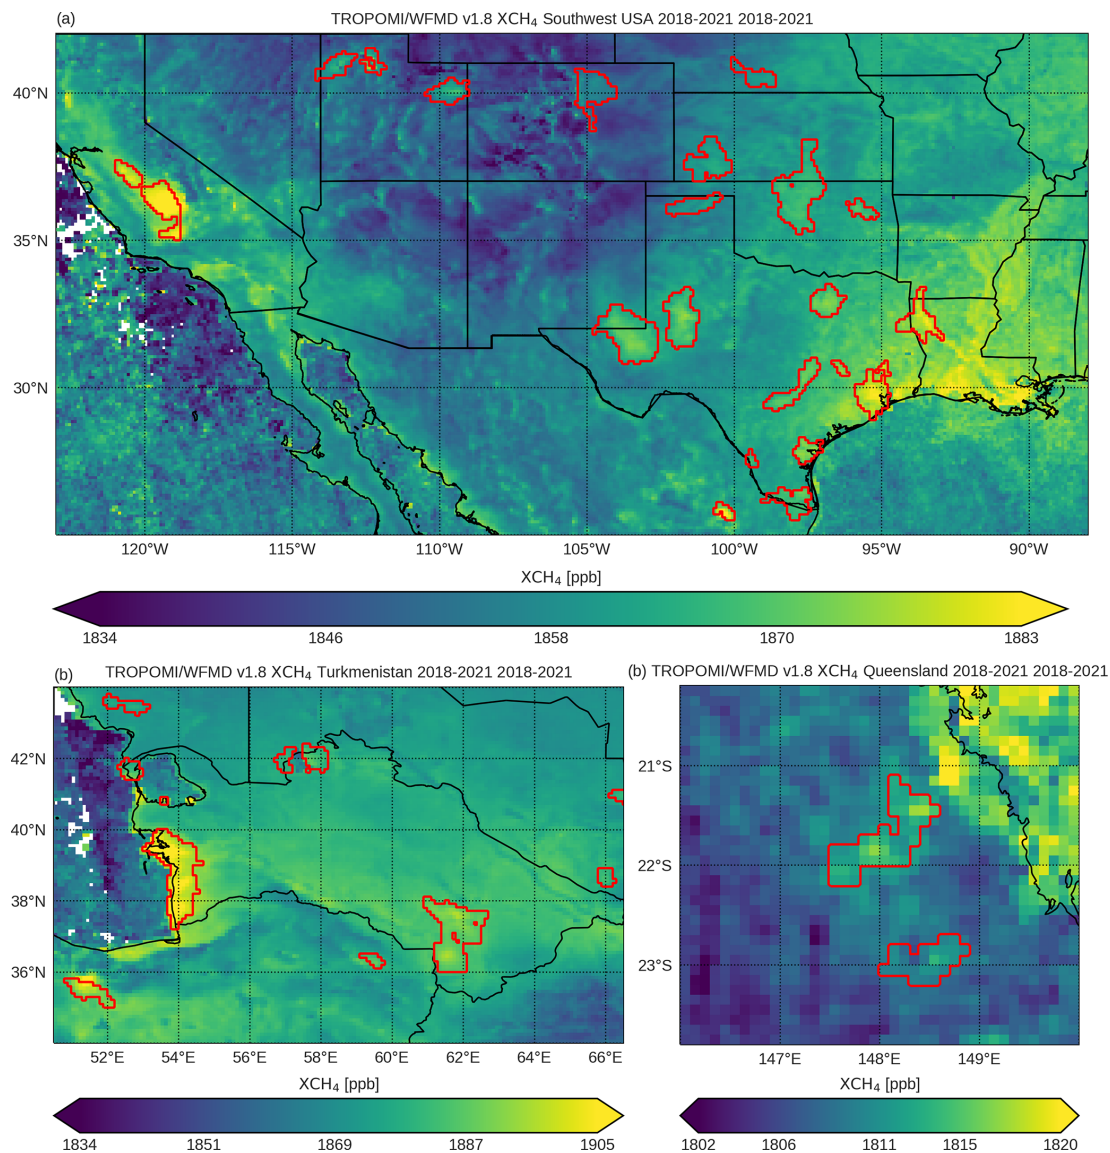 (a) TROPOMI/WFMD v1.8 XCH₄ Southwest USA 2018-2021 2018-2021
40°N
35°N
30°N
120°W 115°W 110°W 105°W 100°W 95°W 90°W
XCH₄ [ppb]
1834 1846 1858 1870 1883
(b) TROPOMI/WFMD v1.8 XCH₄ Turkmenistan 2018-2021 2018-2021
42°N
40°N
38°N
36°N
52°E 54°E 56°E 58°E 60°E 62°E 64°E 66°E
XCH₄ [ppb]
1834 1851 1869 1887 1905
(b) TROPOMI/WFMD v1.8 XCH₄ Queensland 2018-2021 2018-2021
21°S
22°S
23°S
147°E 148°E 149°E
XCH₄ [ppb]
1802 1806 1811 1815 1820